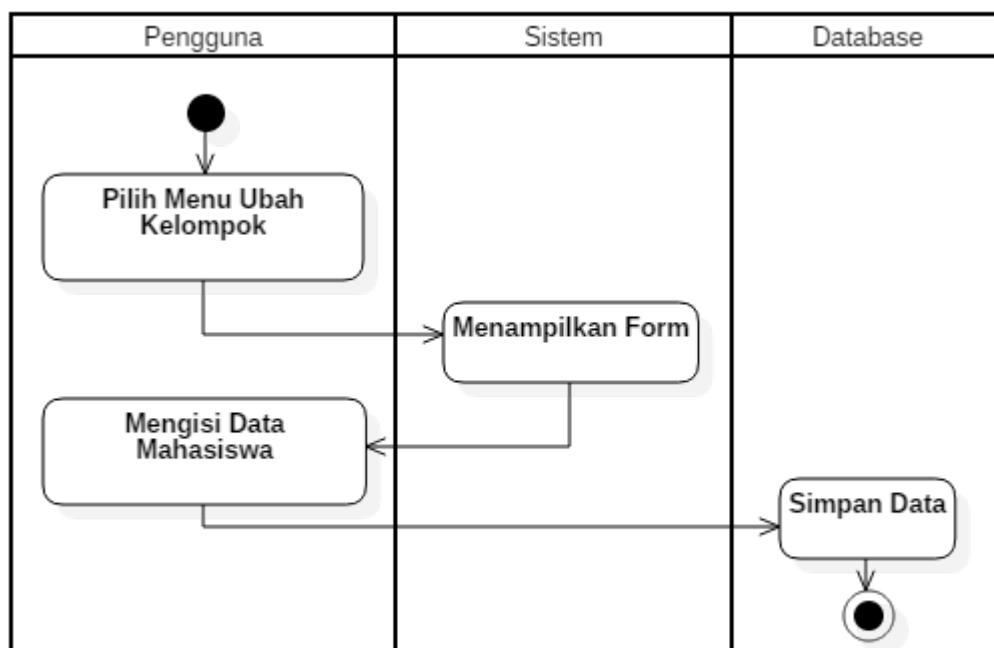 Pengguna
Sistem
Database
Pilih Menu Ubah
Kelompok
Menampilkan Form
Mengisi Data
Mahasiswa
Simpan Data